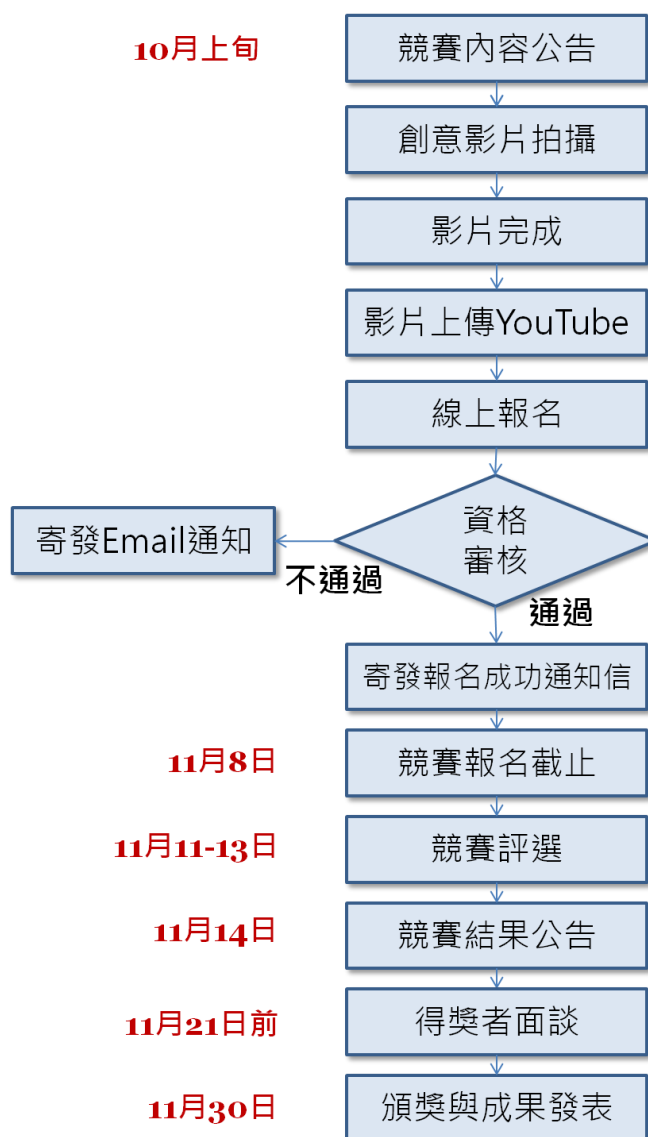 10月上旬
競賽內容公告
創意影片拍攝
影片完成
影片上傳YouTube
線上報名
資格
審核
寄發Email通知
不通過
通過
寄發報名成功通知信
11月8日
競賽報名截止
11月11-13日
競賽評選
11月14日
競賽結果公告
11月21日前
得獎者面談
11月30日
頒獎與成果發表